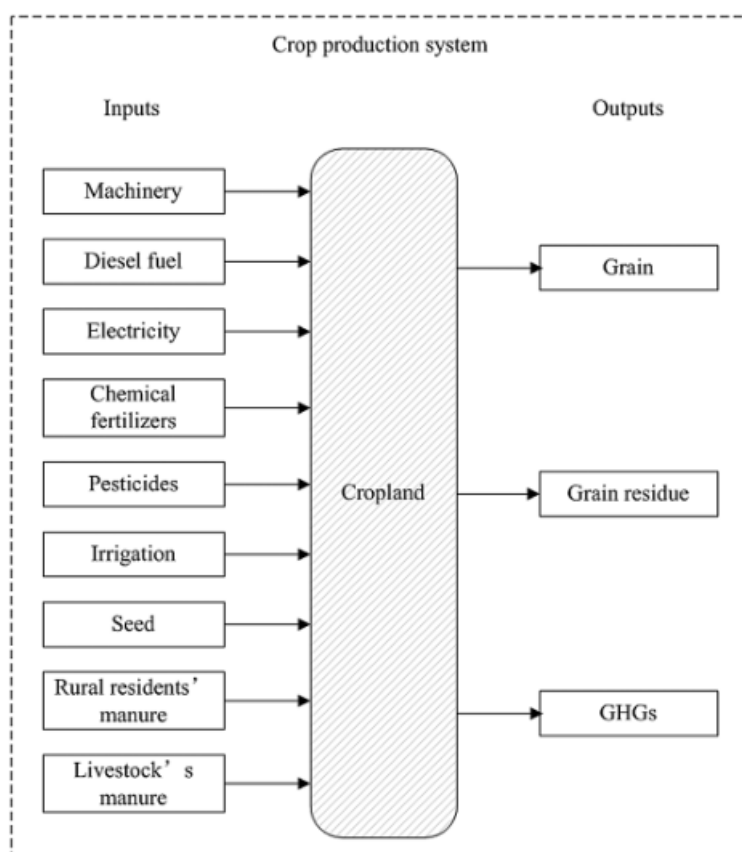 Crop production system
Inputs
Outputs
Machinery
Diesel fuel
Electricity
Chemical
fertilizers
Pesticides
Irrigation
Seed
Rural residents’
manure
Livestock’ s
manure
Cropland
Grain
Grain residue
GHGs